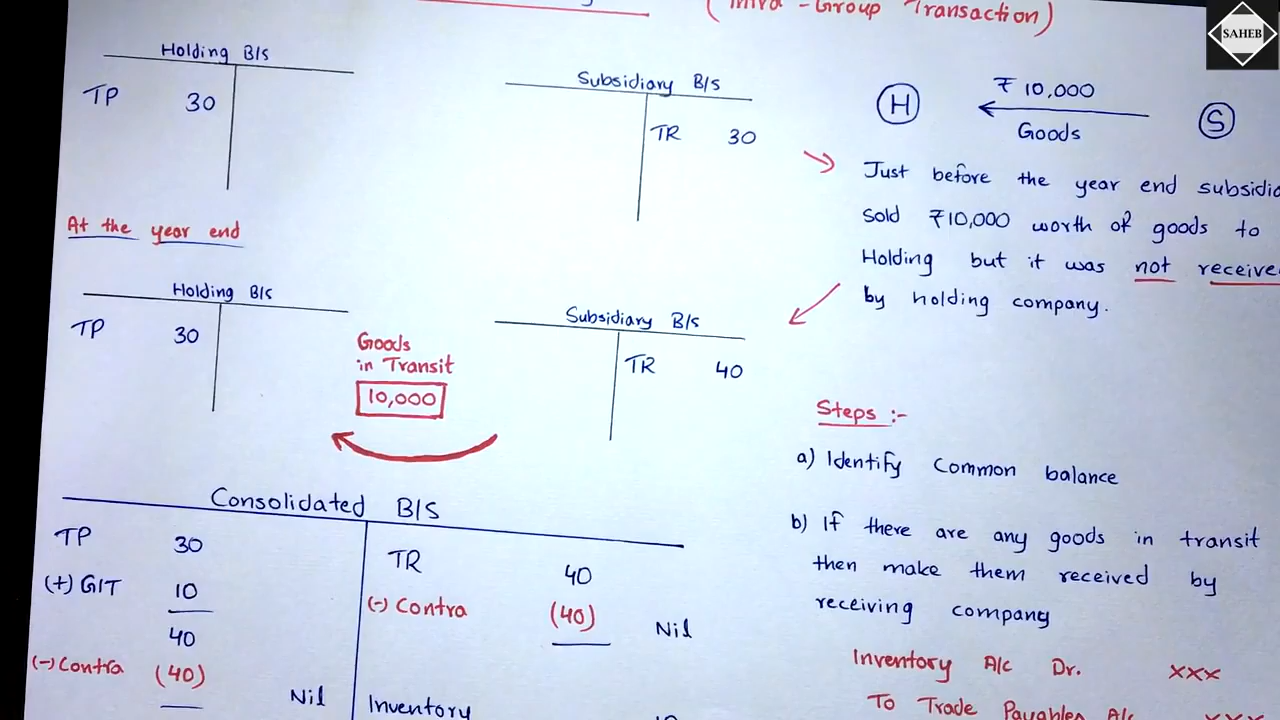 (Intra-Group Transaction)
SAHEB
Holding B/S
TP 30
Subsidiary B/S
TR 30
H
₹10,000
Goods
S
Just before the year end subsidia
sold ₹10,000 worth of goods to
Holding but it was not receive
by holding company.
At the year end
Holding B/S
TP 30
Goods
in Transit
10,000
Subsidiary B/S
TR 40
Consolidated B/S
TP 30
(+) GIT 10
40
(-) Contra (40) Nil
TR 40
(-) Contra (40) Nil
Inventory
Steps :-
a) Identify common balance
b) If there are any goods in transit
then make them received by
receiving company
Inventory A/c Dr. xxx
To Trade Payables A/c xxx